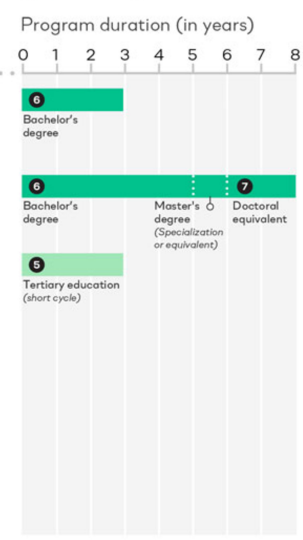 Program duration (in years)
0 1 2 3 4 5 6 7 8
6
Bachelor's
degree
6 7
Bachelor's Master's Doctoral
degree degree equivalent
(Specialization
or equivalent)
5
Tertiary education
(short cycle)